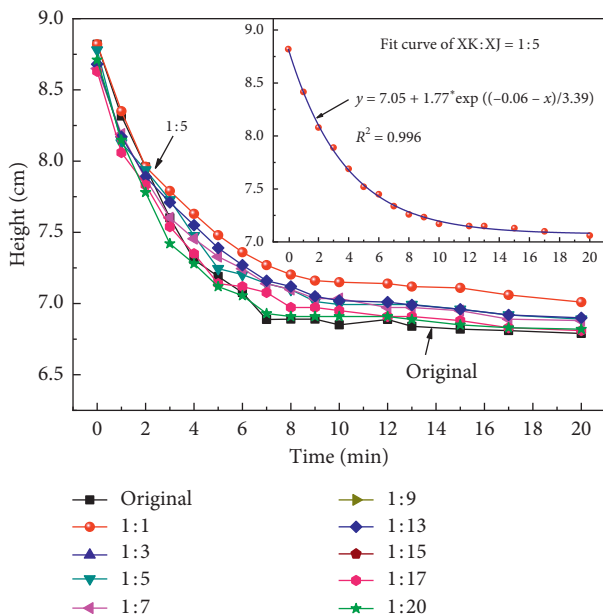 9.0
8.5
8.0
7.5
7.0
6.5
Height (cm)
0 2 4 6 8 10 12 14 16 18 20
Time (min)
1:5
Original
9.0
8.5
8.0
7.5
7.0
0 2 4 6 8 10 12 14 16 18 20
Fit curve of XK:XJ = 1:5
y = 7.05 + 1.77*exp ((−0.06 − x)/3.39)
R² = 0.996
Original
1:1
1:3
1:5
1:7
1:9
1:13
1:15
1:17
1:20